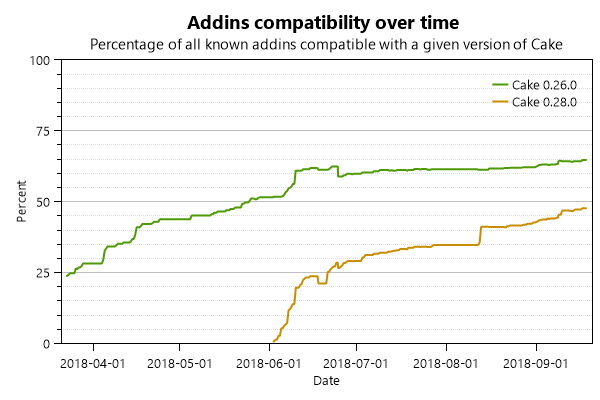 Addins compatibility over time
Percentage of all known addins compatible with a given version of Cake
100
75
50
25
0
Percent
Cake 0.26.0
Cake 0.28.0
2018-04-01 2018-05-01 2018-06-01 2018-07-01 2018-08-01 2018-09-01
Date